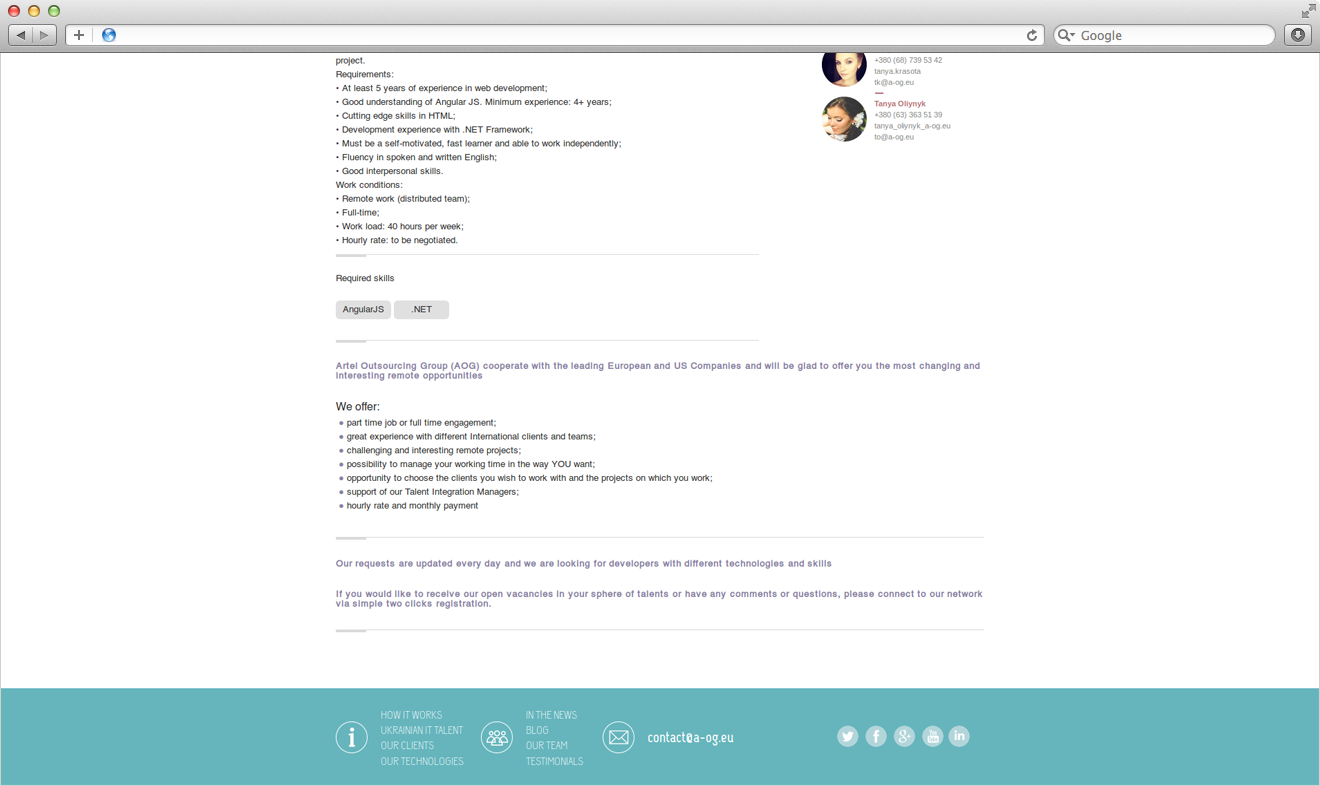 Google
project.
Requirements:
• At least 5 years of experience in web development;
• Good understanding of Angular JS. Minimum experience: 4+ years;
• Cutting edge skills in HTML;
• Development experience with .NET Framework;
• Must be a self-motivated, fast learner and able to work independently;
• Fluency in spoken and written English;
• Good interpersonal skills.
Work conditions:
• Remote work (distributed team);
• Full-time;
• Work load: 40 hours per week;
• Hourly rate: to be negotiated.
+380 (68) 739 53 42
tanya.krasota
tk@a-og.eu
Tanya Oliynyk
+380 (63) 363 51 39
tanya_oliynyk_a-og.eu
to@a-og.eu
Required skills
AngularJS
.NET
Artel Outsourcing Group (AOG) cooperate with the leading European and US Companies and will be glad to offer you the most changing and
interesting remote opportunities
We offer:
• part time job or full time engagement;
• great experience with different International clients and teams;
• challenging and interesting remote projects;
• possibility to manage your working time in the way YOU want;
• opportunity to choose the clients you wish to work with and the projects on which you work;
• support of our Talent Integration Managers;
• hourly rate and monthly payment
Our requests are updated every day and we are looking for developers with different technologies and skills
If you would like to receive our open vacancies in your sphere of talents or have any comments or questions, please connect to our network
via simple two clicks registration.
HOW IT WORKS
UKRAINIAN IT TALENT
OUR CLIENTS
OUR TECHNOLOGIES
IN THE NEWS
BLOG
OUR TEAM
TESTIMONIALS
contact@a-og.eu